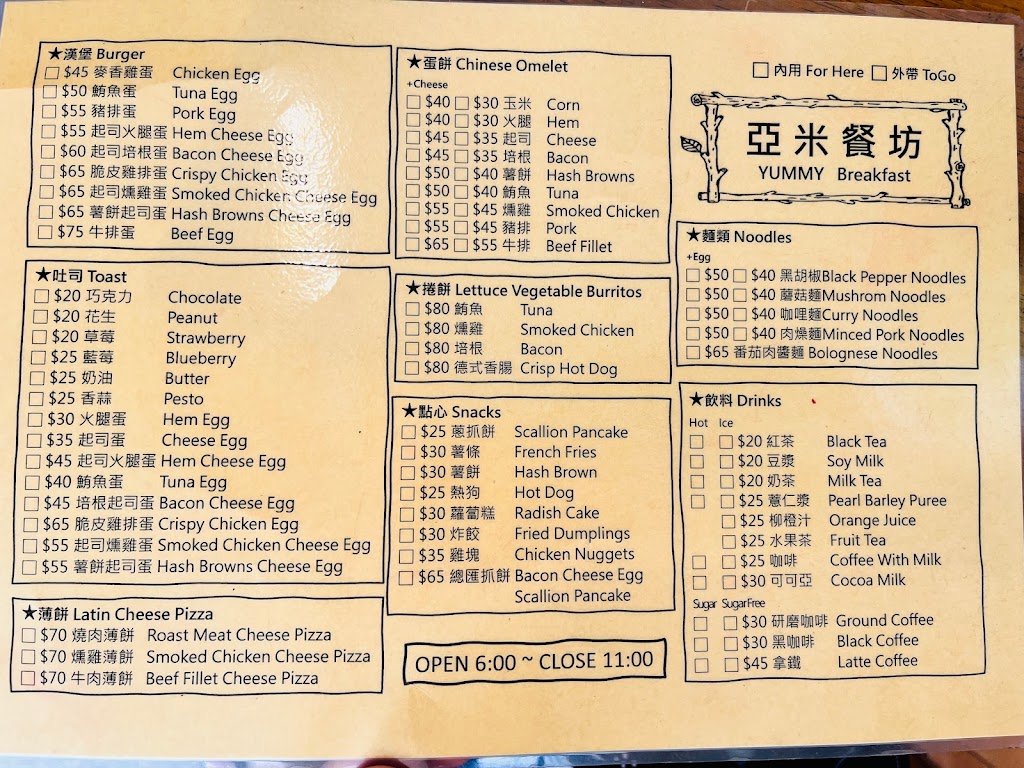 ★漢堡 Burger
$45 麥香雞蛋 Chicken Egg
$50 鮪魚蛋 Tuna Egg
$55 豬排蛋 Pork Egg
$55 起司火腿蛋 Hem Cheese Egg
$60 起司培根蛋 Bacon Cheese Egg
$65 脆皮雞排蛋 Crispy Chicken Egg
$65 起司燻雞蛋 Smoked Chicken Cheese Egg
$65 薯餅起司蛋 Hash Browns Cheese Egg
$75 牛排蛋 Beef Egg
★吐司 Toast
$20 巧克力 Chocolate
$20 花生 Peanut
$20 草莓 Strawberry
$25 藍莓 Blueberry
$25 奶油 Butter
$25 香蒜 Pesto
$30 火腿蛋 Hem Egg
$35 起司蛋 Cheese Egg
$45 起司火腿蛋 Hem Cheese Egg
$40 鮪魚蛋 Tuna Egg
$45 培根起司蛋 Bacon Cheese Egg
$65 脆皮雞排蛋 Crispy Chicken Egg
$55 起司燻雞蛋 Smoked Chicken Cheese Egg
$55 薯餅起司蛋 Hash Browns Cheese Egg
★薄餅 Latin Cheese Pizza
$70 燒肉薄餅 Roast Meat Cheese Pizza
$70 燻雞薄餅 Smoked Chicken Cheese Pizza
$70 牛肉薄餅 Beef Fillet Cheese Pizza
★蛋餅 Chinese Omelet
+Cheese
$40 $30 玉米 Corn
$40 $30 火腿 Hem
$45 $35 起司 Cheese
$45 $35 培根 Bacon
$50 $40 薯餅 Hash Browns
$50 $40 鮪魚 Tuna
$55 $45 燻雞 Smoked Chicken
$55 $45 豬排 Pork
$65 $55 牛排 Beef Fillet
★捲餅 Lettuce Vegetable Burritos
$80 鮪魚 Tuna
$80 燻雞 Smoked Chicken
$80 培根 Bacon
$80 德式香腸 Crisp Hot Dog
★點心 Snacks
$25 蔥抓餅 Scallion Pancake
$30 薯條 French Fries
$30 薯餅 Hash Brown
$25 熱狗 Hot Dog
$30 蘿蔔糕 Radish Cake
$30 炸餃 Fried Dumplings
$35 雞塊 Chicken Nuggets
$65 總匯抓餅 Bacon Cheese Egg
Scallion Pancake
OPEN 6:00 ~ CLOSE 11:00
內用 For Here 外帶 ToGo
亞米餐坊
YUMMY Breakfast
★麵類 Noodles
+Egg
$50 $40 黑胡椒Black Pepper Noodles
$50 $40 蘑菇麵Mushrom Noodles
$50 $40 咖哩麵Curry Noodles
$50 $40 肉燥麵Minced Pork Noodles
$65 番茄肉醬麵 Bolognese Noodles
★飲料 Drinks
Hot Ice
$20 紅茶 Black Tea
$20 豆漿 Soy Milk
$20 奶茶 Milk Tea
$25 薏仁漿 Pearl Barley Puree
$25 柳橙汁 Orange Juice
$25 水果茶 Fruit Tea
$25 咖啡 Coffee With Milk
$30 可可亞 Cocoa Milk
Sugar SugarFree
$30 研磨咖啡 Ground Coffee
$30 黑咖啡 Black Coffee
$45 拿鐵 Latte Coffee